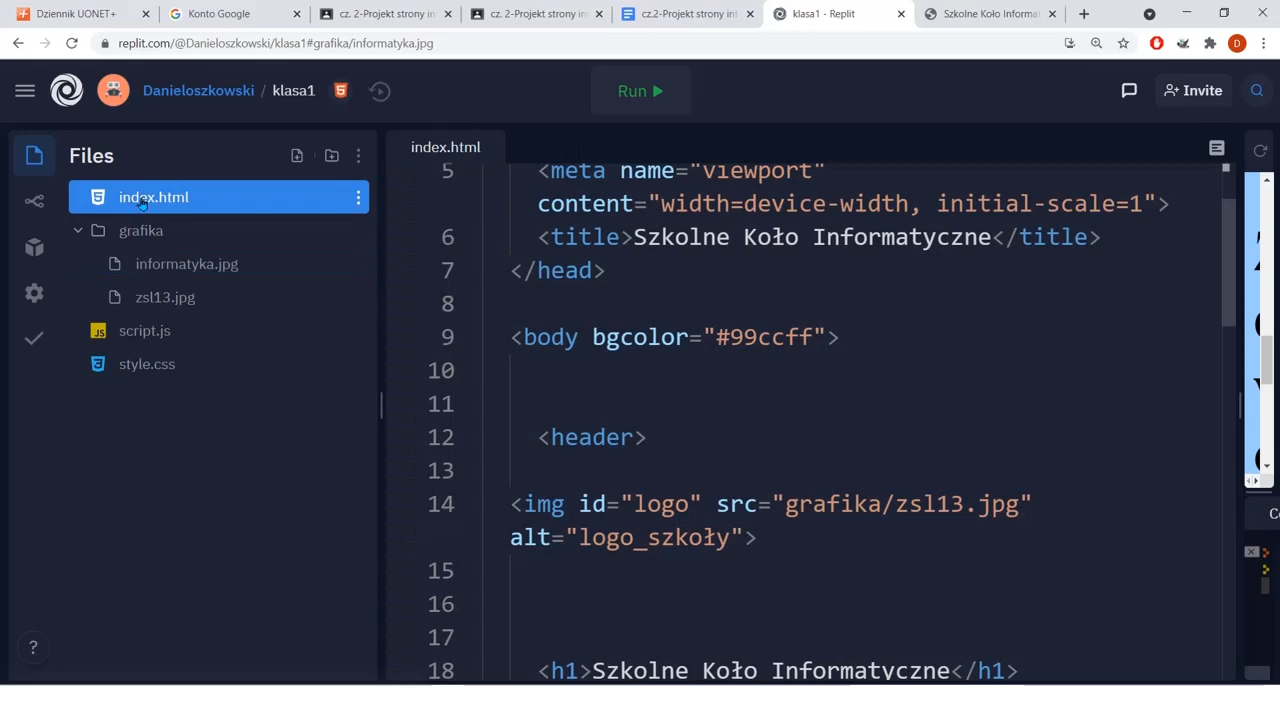 Dziennik UONET+
Konto Google
cz. 2-Projekt strony in
cz. 2-Projekt strony in
cz.2-Projekt strony int
klasa1 - Replit
Szkolne Koło Informat
replit.com/@Danieloszkowski/klasa1#grafika/informatyka.jpg
D
Danieloszkowski / klasa1
Run
Invite
Files
index.html
grafika
informatyka.jpg
zsl13.jpg
JS script.js
style.css
?
index.html
5 <meta name="viewport"
content="width=device-width, initial-scale=1">
6 <title>Szkolne Koło Informatyczne</title>
7 </head>
8
9 <body bgcolor="#99ccff">
10
11
12 <header>
13
14 <img id="logo" src="grafika/zsl13.jpg"
alt="logo_szkoły">
15
16
17
18 <h1>Szkolne Koło Informatyczne</h1>